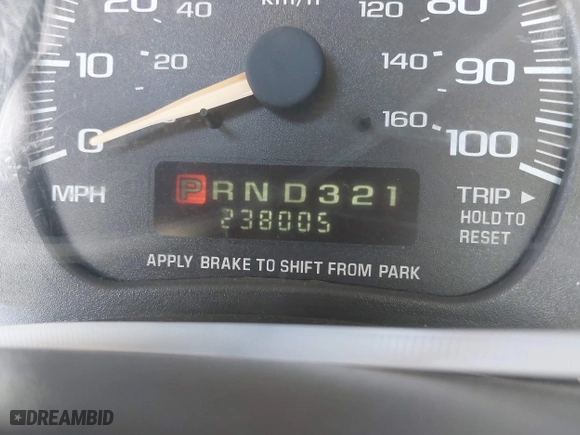 20 40 km/h 120 80
10 20 140 90
0 160 100
MPH PRND321 TRIP ►
238005 HOLD TO
RESET
APPLY BRAKE TO SHIFT FROM PARK
DREAMBID